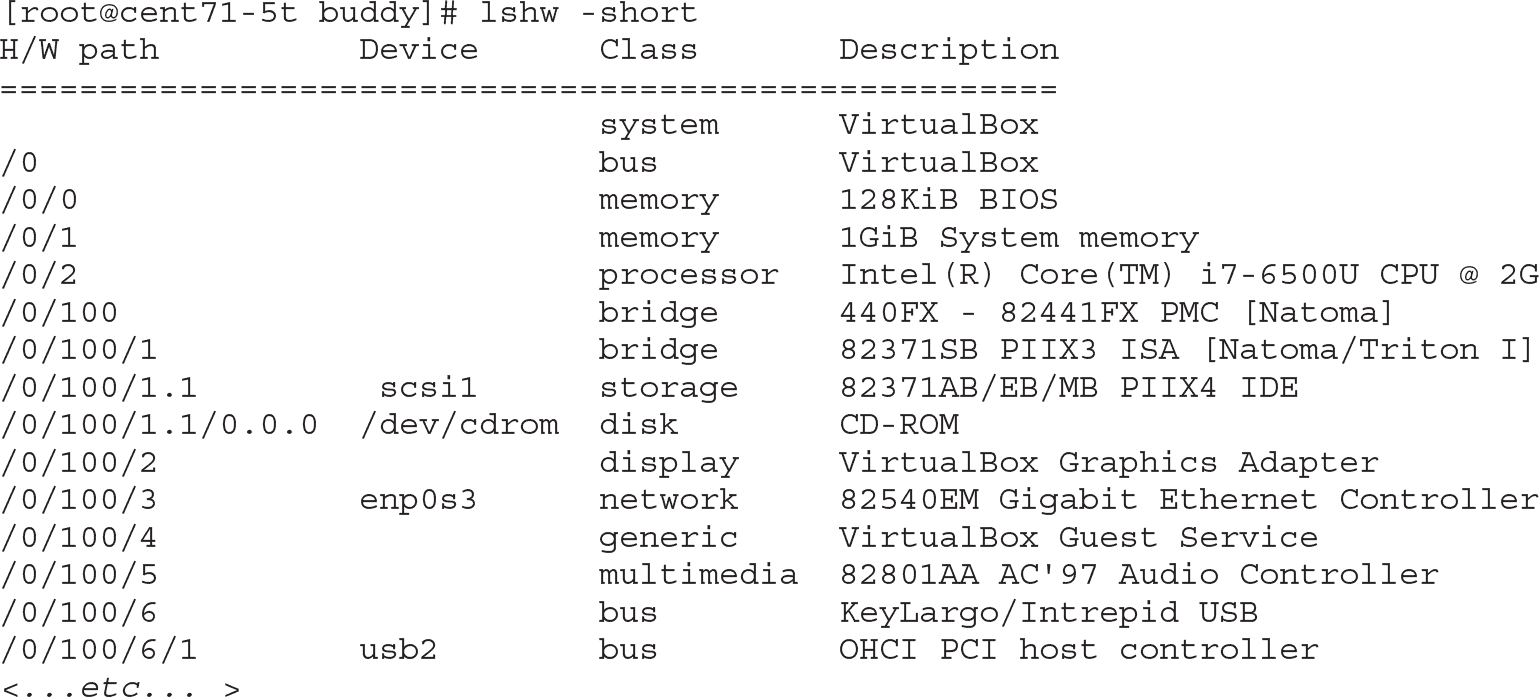 [root@cent71-5t buddy]# lshw -short
H/W path          Device      Class       Description
=====================================================
                              system      VirtualBox
/0                            bus         VirtualBox
/0/0                          memory      128KiB BIOS
/0/1                          memory      1GiB System memory
/0/2                          processor   Intel(R) Core(TM) i7-6500U CPU @ 2G
/0/100                        bridge      440FX - 82441FX PMC [Natoma]
/0/100/1                      bridge      82371SB PIIX3 ISA [Natoma/Triton I]
/0/100/1.1         scsi1      storage     82371AB/EB/MB PIIX4 IDE
/0/100/1.1/0.0.0  /dev/cdrom  disk        CD-ROM
/0/100/2                      display     VirtualBox Graphics Adapter
/0/100/3          enp0s3      network     82540EM Gigabit Ethernet Controller
/0/100/4                      generic     VirtualBox Guest Service
/0/100/5                      multimedia  82801AA AC'97 Audio Controller
/0/100/6                      bus         KeyLargo/Intrepid USB
/0/100/6/1        usb2        bus         OHCI PCI host controller
<...etc... >